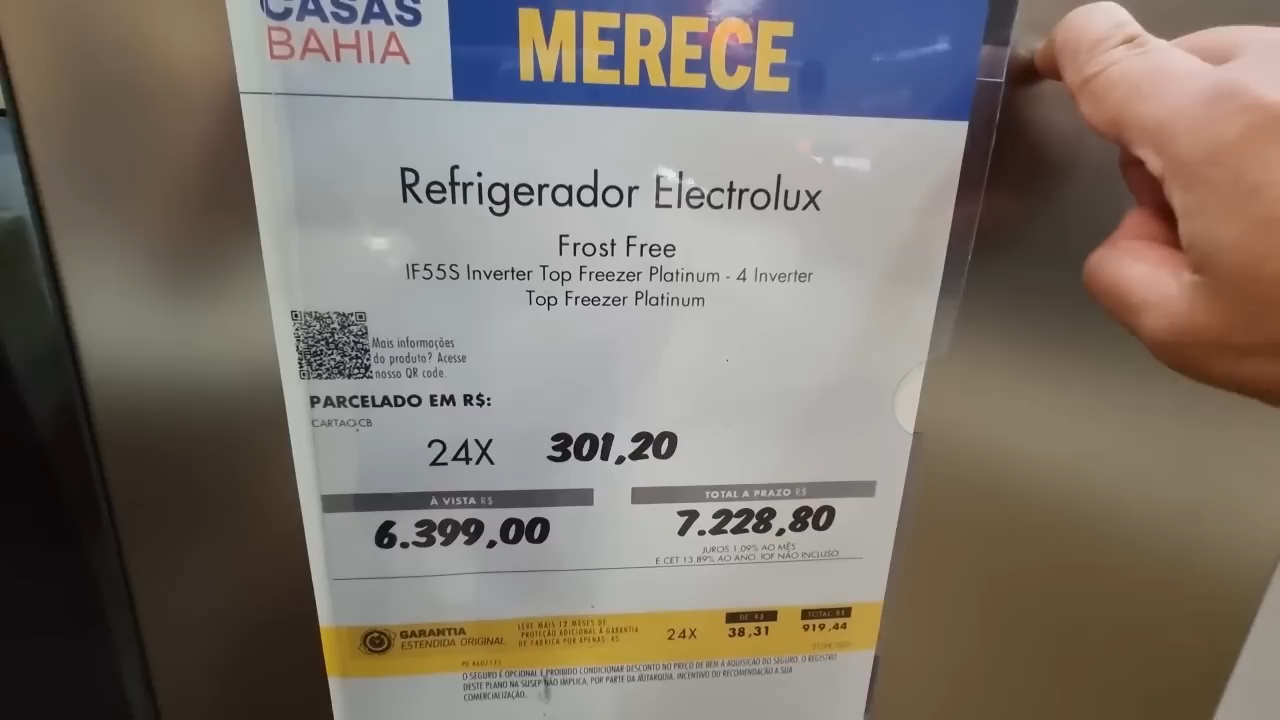 CASAS
BAHIA
MERECE
Refrigerador Electrolux
Frost Free
IF55S Inverter Top Freezer Platinum - 4 Inverter
Top Freezer Platinum
Mais informações
do produto? Acesse
nosso QR code.
PARCELADO EM R$:
CARTAO CB
24X 301,20
À VISTA R$
6.399,00
TOTAL A PRAZO R$
7.228,80
JUROS 1,09% AO MÊS
E CET 13,89% AO ANO. IOF NÃO INCLUSO
GARANTIA
ESTENDIDA ORIGINAL
LEVE MAIS 12 MESES DE
PROTEÇÃO ADICIONAL À GARANTIA
DE FÁBRICA POR APENAS: R$
24X
DE R$
38,31
TOTAL R$
919,44
O SEGURO É OPCIONAL É PROIBIDO CONDICIONAR DESCONTO NO PREÇO DE BEM À AQUISIÇÃO DO SEGURO. O REGISTRO
DESTE PLANO NA SUSEP NÃO IMPLICA, POR PARTE DA AUTARQUIA, INCENTIVO OU RECOMENDAÇÃO A SUA
COMERCIALIZAÇÃO.